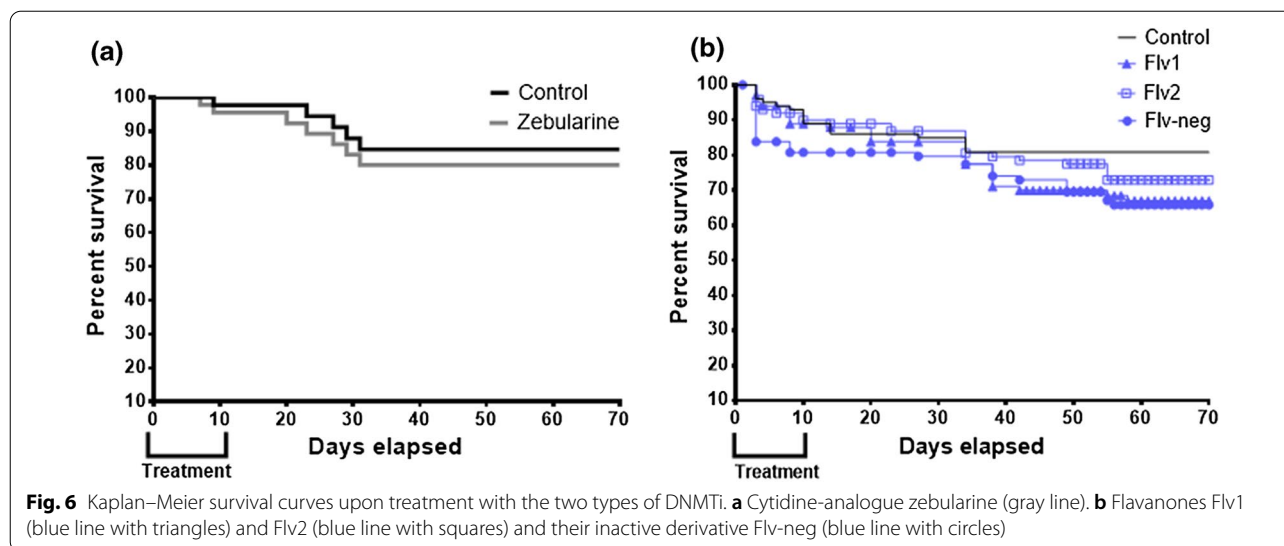 (a)
Control
Zebularine
Percent survival
100
90
80
70
60
50
40
30
20
10
0 10 20 30 40 50 60 70
Days elapsed
Treatment
(b)
Control
Flv1
Flv2
Flv-neg
Percent survival
100
90
80
70
60
50
40
30
20
10
0 10 20 30 40 50 60 70
Days elapsed
Treatment
Fig. 6 Kaplan–Meier survival curves upon treatment with the two types of DNMTi. a Cytidine-analogue zebularine (gray line). b Flavanones Flv1
(blue line with triangles) and Flv2 (blue line with squares) and their inactive derivative Flv-neg (blue line with circles)